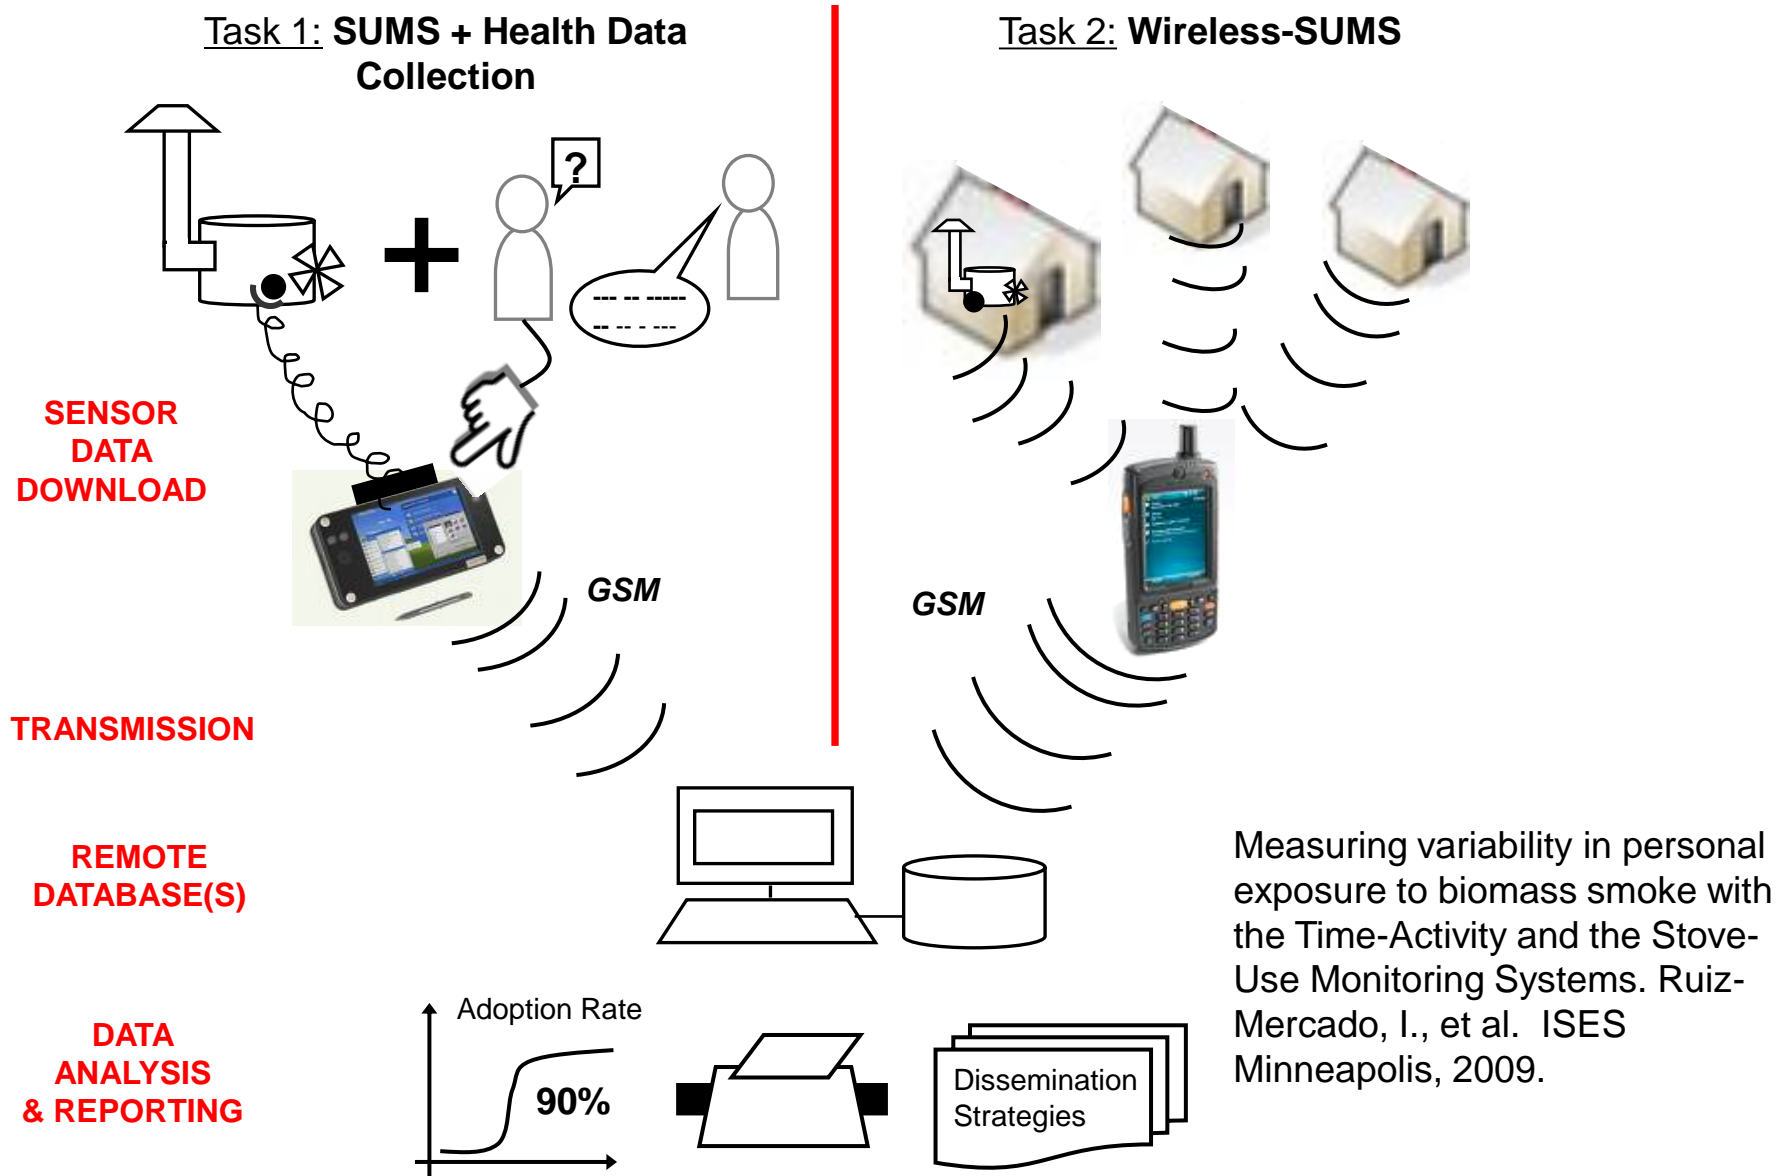 Task 1: SUMS + Health Data
Collection
Task 2: Wireless-SUMS
?
SENSOR
DATA
DOWNLOAD
GSM
GSM
TRANSMISSION
REMOTE
DATABASE(S)
Measuring variability in personal
exposure to biomass smoke with
the Time-Activity and the Stove-
Use Monitoring Systems. Ruiz-
Mercado, I., et al. ISES
Minneapolis, 2009.
DATA
ANALYSIS
& REPORTING
Adoption Rate
90%
Dissemination
Strategies